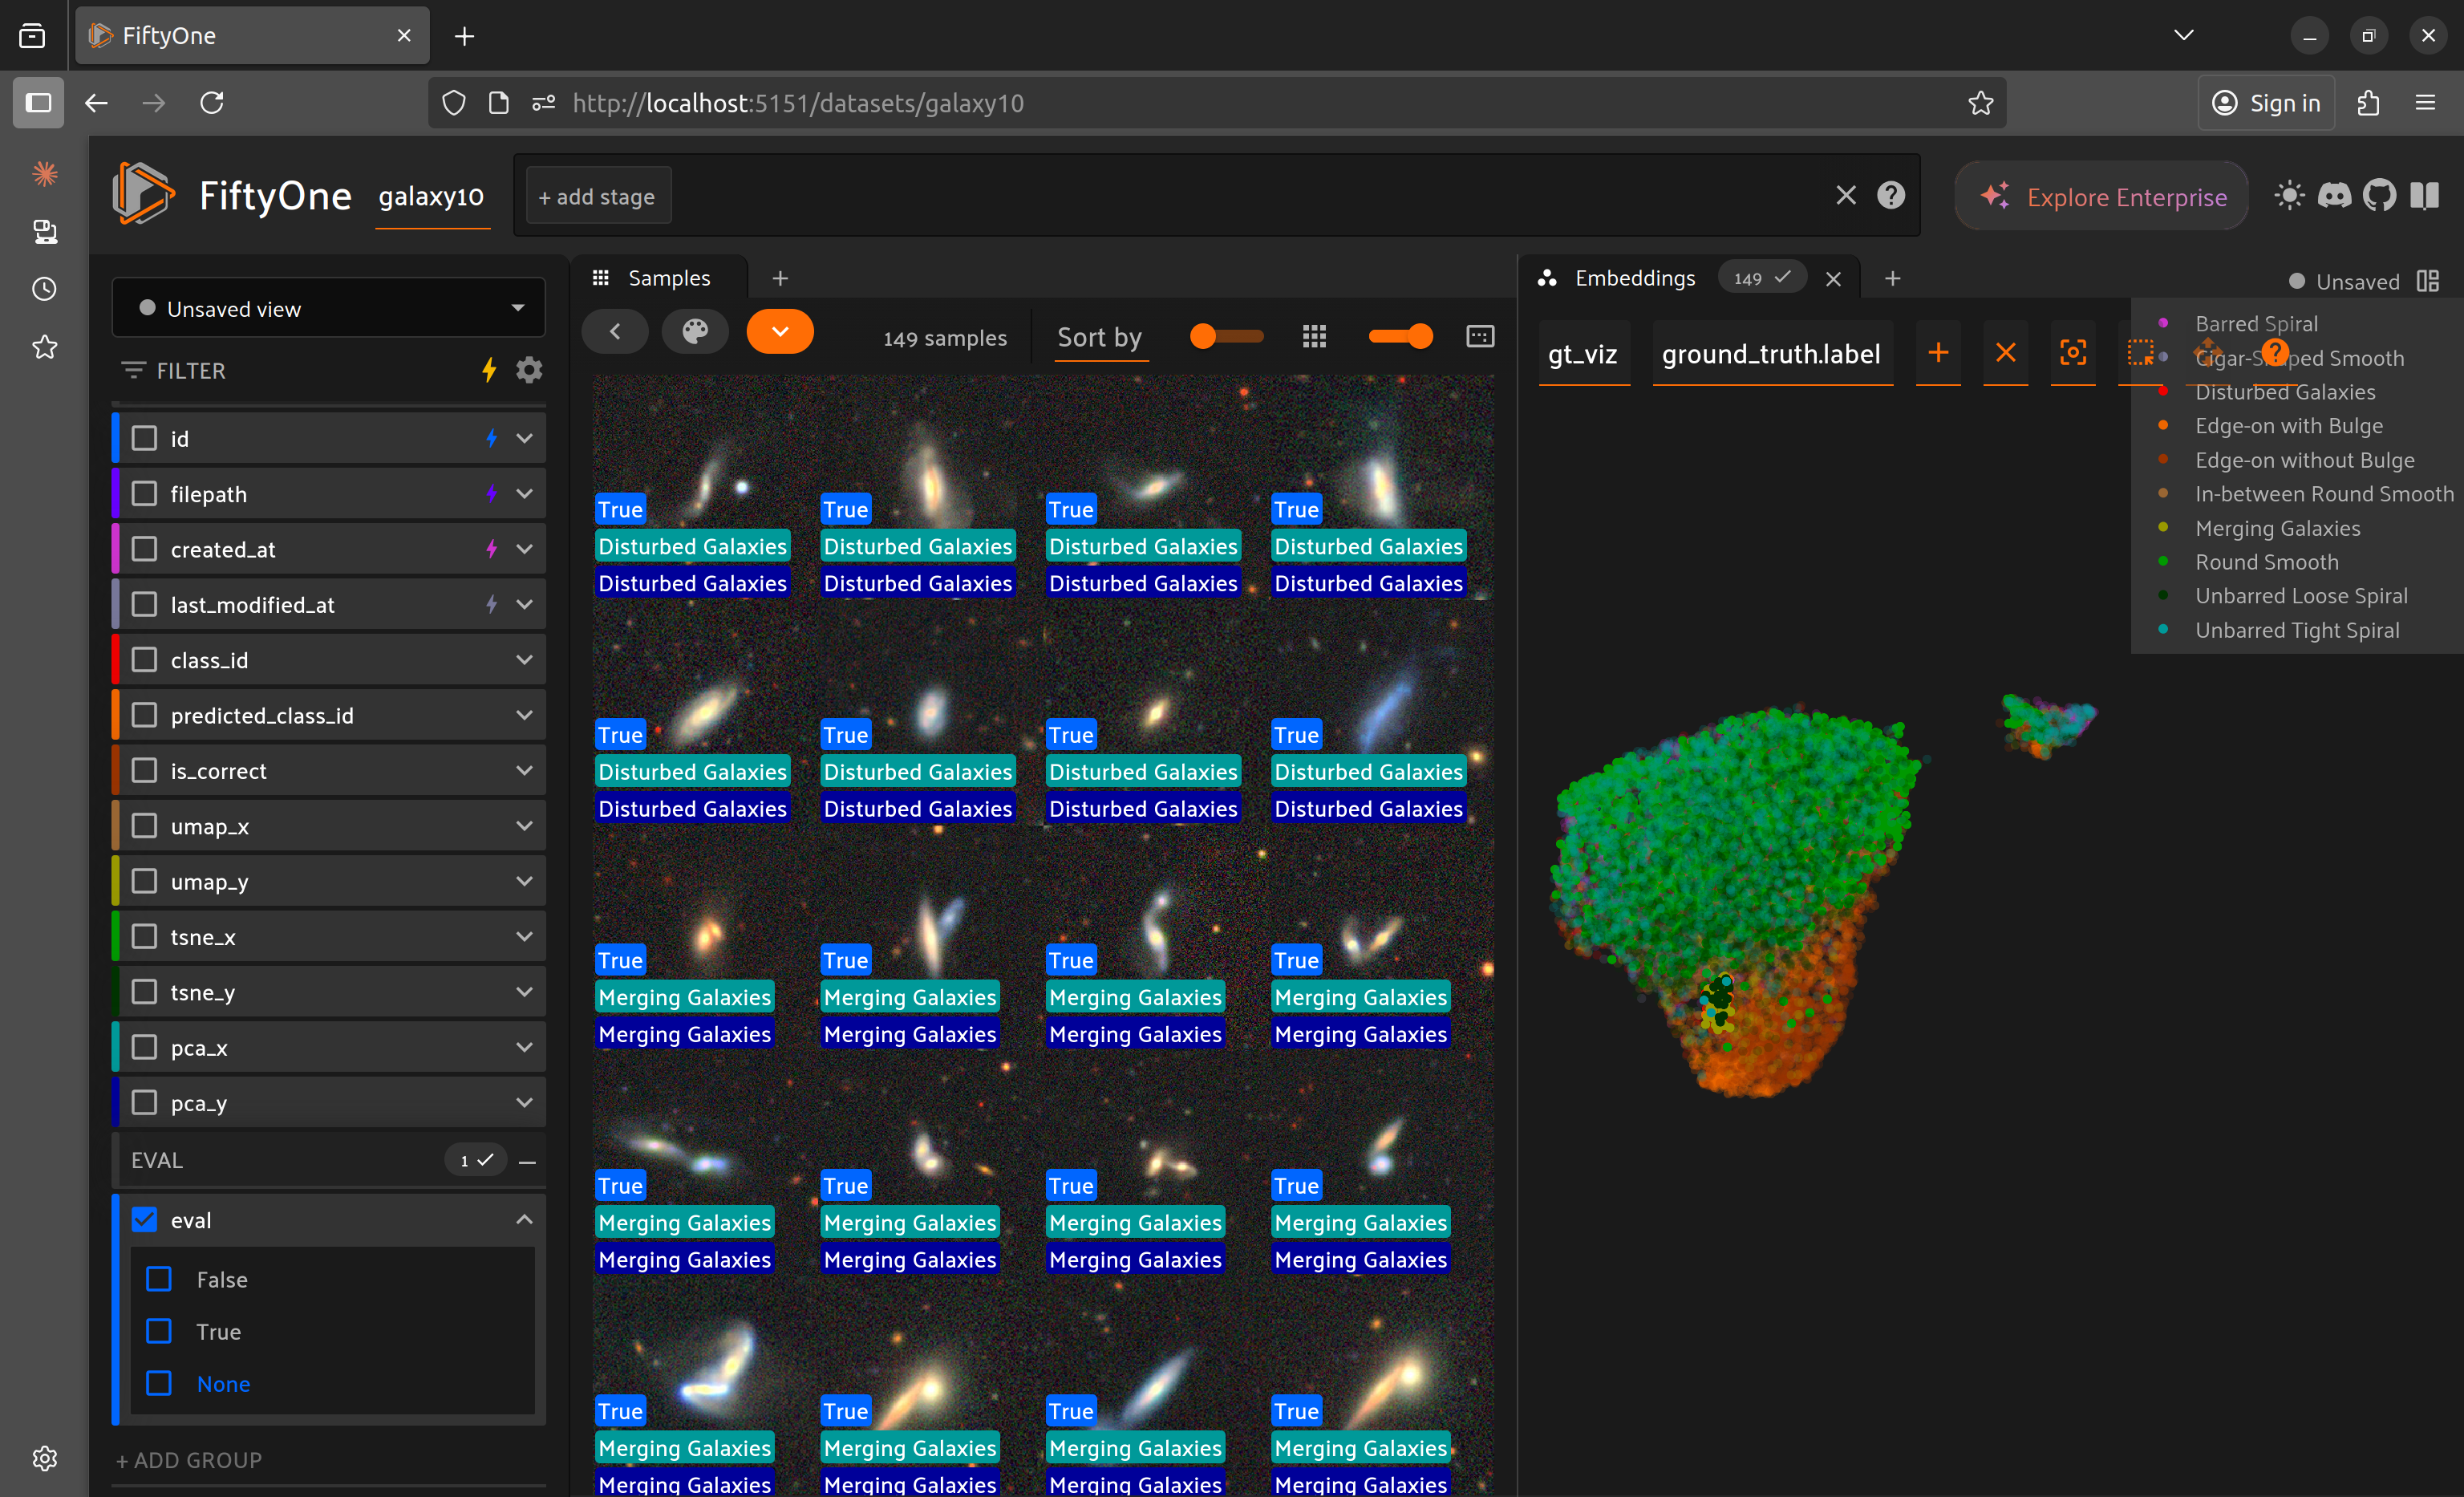 FiftyOne
http://localhost:5151/datasets/galaxy10
Sign in
FiftyOne
galaxy10
+ add stage
Explore Enterprise
Unsaved view
FILTER
id
filepath
created_at
last_modified_at
class_id
predicted_class_id
is_correct
umap_x
umap_y
tsne_x
tsne_y
pca_x
pca_y
EVAL
1
eval
False
True
None
+ ADD GROUP
Samples
149 samples
Sort by
True
Disturbed Galaxies
Disturbed Galaxies
True
Disturbed Galaxies
Disturbed Galaxies
True
Disturbed Galaxies
Disturbed Galaxies
True
Disturbed Galaxies
Disturbed Galaxies
True
Disturbed Galaxies
Disturbed Galaxies
True
Disturbed Galaxies
Disturbed Galaxies
True
Disturbed Galaxies
Disturbed Galaxies
True
Disturbed Galaxies
Disturbed Galaxies
True
Merging Galaxies
Merging Galaxies
True
Merging Galaxies
Merging Galaxies
True
Merging Galaxies
Merging Galaxies
True
Merging Galaxies
Merging Galaxies
True
Merging Galaxies
Merging Galaxies
True
Merging Galaxies
Merging Galaxies
True
Merging Galaxies
Merging Galaxies
True
Merging Galaxies
Merging Galaxies
True
Merging Galaxies
Merging Galaxies
True
Merging Galaxies
Merging Galaxies
True
Merging Galaxies
Merging Galaxies
True
Merging Galaxies
Merging Galaxies
Embeddings
149
Unsaved
gt_viz
ground_truth.label
Barred Spiral
Cigar-Shaped Smooth
Disturbed Galaxies
Edge-on with Bulge
Edge-on without Bulge
In-between Round Smooth
Merging Galaxies
Round Smooth
Unbarred Loose Spiral
Unbarred Tight Spiral